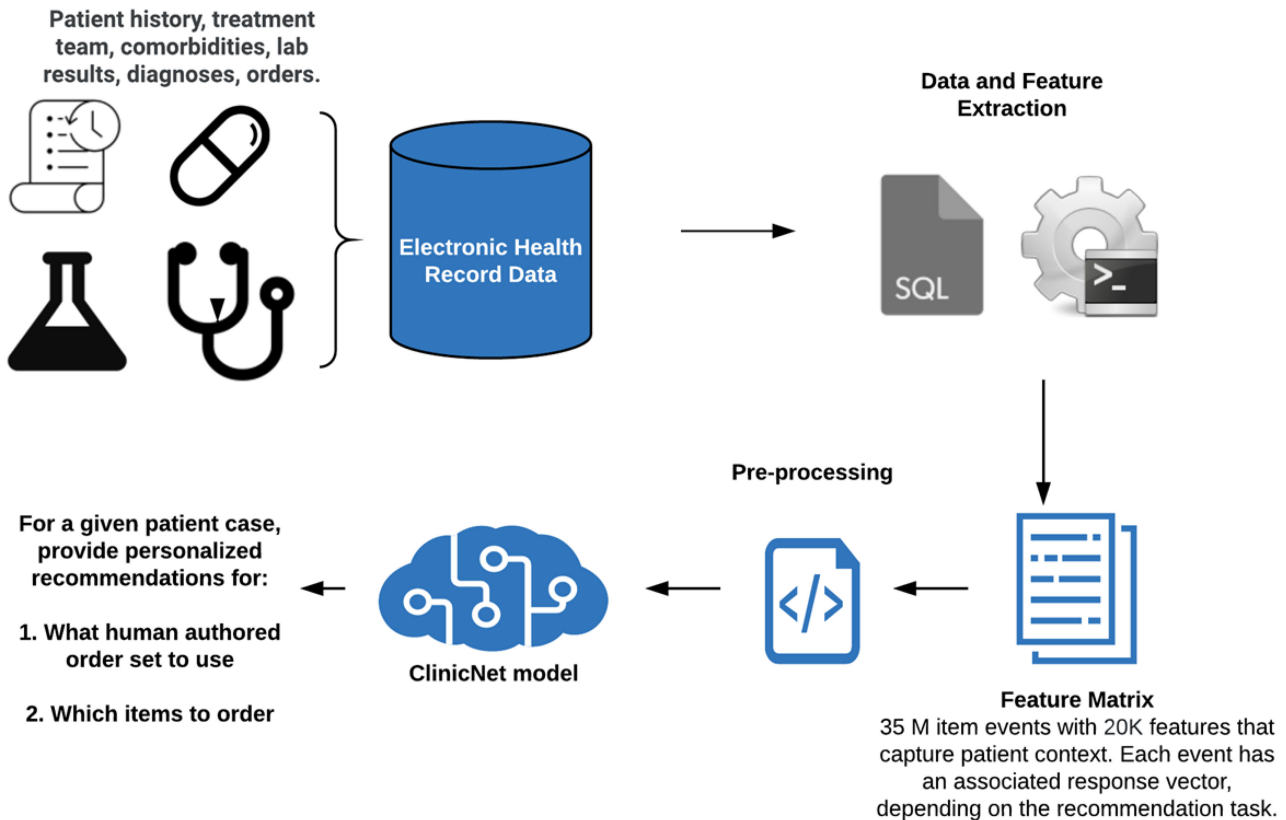 Patient history, treatment
team, comorbidities, lab
results, diagnoses, orders.
Electronic Health
Record Data
Data and Feature
Extraction
SQL
>_
Feature Matrix
35 M item events with 20K features that
capture patient context. Each event has
an associated response vector,
depending on the recommendation task.
Pre-processing
</>
ClinicNet model
For a given patient case,
provide personalized
recommendations for:
1. What human authored
order set to use
2. Which items to order